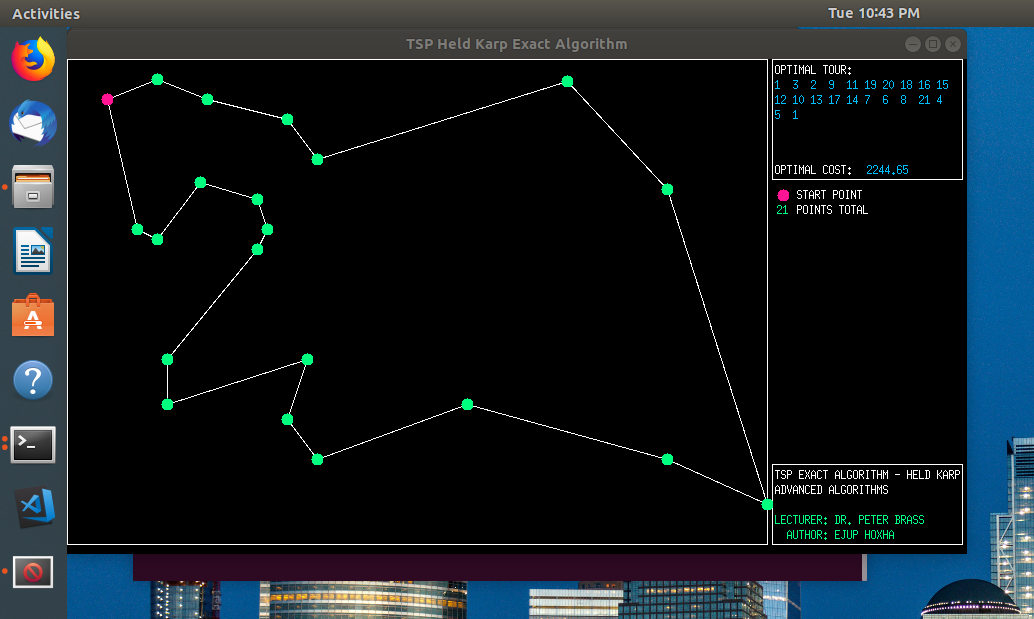 Activities
Tue 10:43 PM
TSP Held Karp Exact Algorithm
OPTIMAL TOUR:
1 3 2 9 11 19 20 18 16 15
12 10 13 17 14 7 6 8 21 4
5 1
OPTIMAL COST: 2244.65
START POINT
21 POINTS TOTAL
TSP EXACT ALGORITHM - HELD KARP
ADVANCED ALGORITHMS
LECTURER: DR. PETER BRASS
AUTHOR: EJUP HOXHA